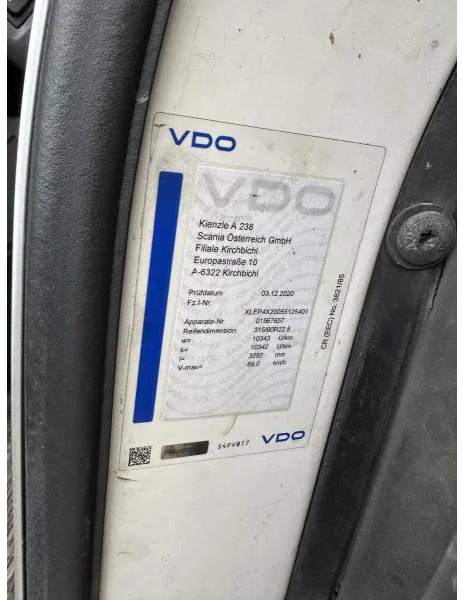 VDO
VDO
Kienzle A 238
Scania Österreich GmbH
Filiale Kirchbichl
Europastraße 10
A-6322 Kirchbichl
Prüfdatum 03.12.2020
Fz.I-Nr. XLEP4X20055125401
Apparate-Nr. 01567657
Reifendimension: 315/80R22.5
w= 10343 U/km
k= 10342 U/km
l= 3292 mm
V-max= 89,0 km/h
CR (EEC) No. 3821/85
S4PV0T7 VDO